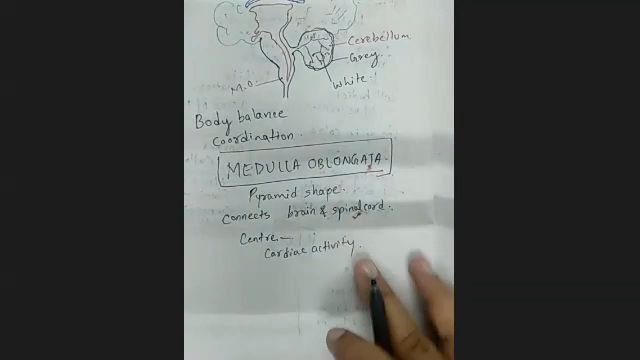 Cerebellum
Grey
White
M.O
Body balance
Coordination
MEDULLA OBLONGATA
Pyramid shape.
Connects brain & spinal cord.
Centre —
Cardiac activity.